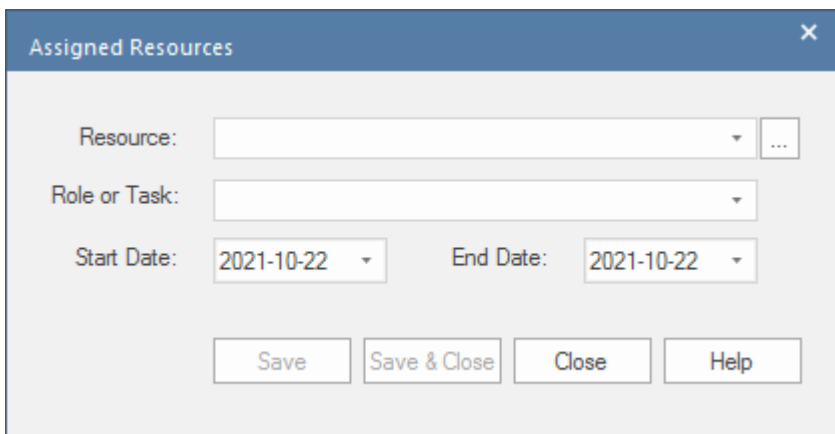 Assigned Resources
Resource: ...
Role or Task:
Start Date: 2021-10-22 End Date: 2021-10-22
Save Save & Close Close Help